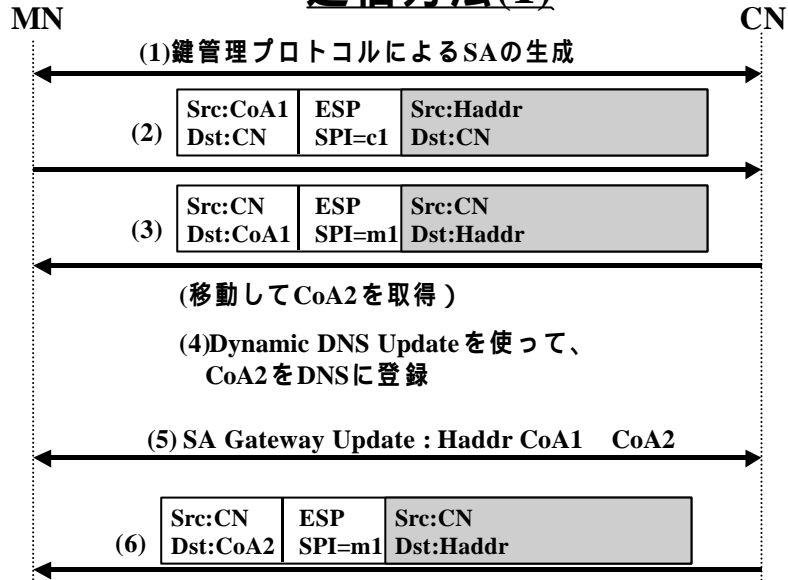 通信方法(1)
MN
CN
(1)鍵管理プロトコルによるSAの生成
(2)
Src:CoA1
Dst:CN
ESP
SPI=c1
Src:Haddr
Dst:CN
(3)
Src:CN
Dst:CoA1
ESP
SPI=m1
Src:CN
Dst:Haddr
(移動してCoA2を取得)
(4)Dynamic DNS Updateを使って、
CoA2をDNSに登録
(5) SA Gateway Update : Haddr CoA1 CoA2
(6)
Src:CN
Dst:CoA2
ESP
SPI=m1
Src:CN
Dst:Haddr